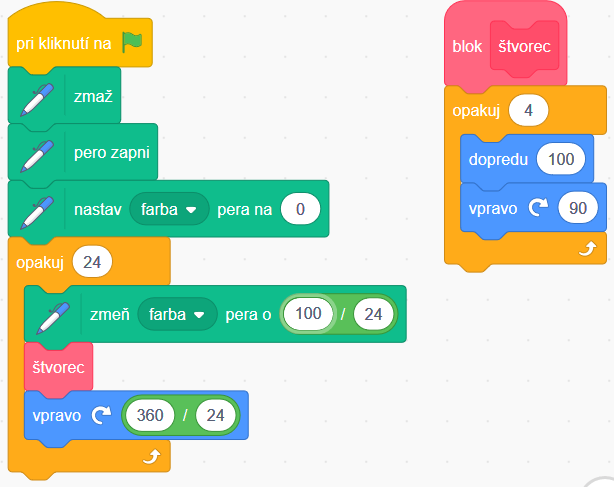 pri kliknutí na
zmaž
pero zapni
nastav farba pera na 0
opakuj 24
zmeň farba pera o 100 / 24
štvorec
vpravo 360 / 24
blok štvorec
opakuj 4
dopredu 100
vpravo 90